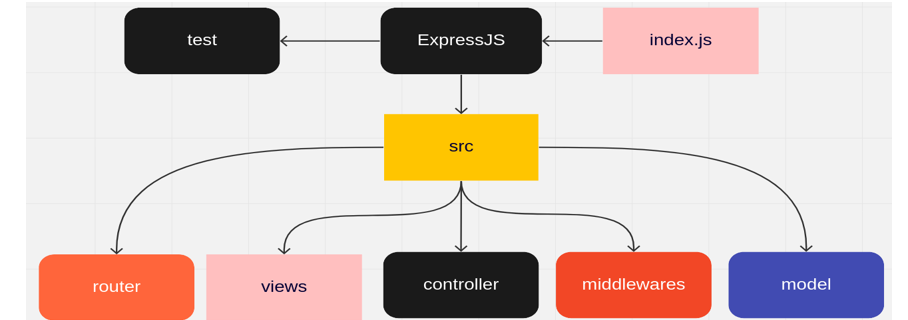 test
ExpressJS
index.js
src
router
views
controller
middlewares
model